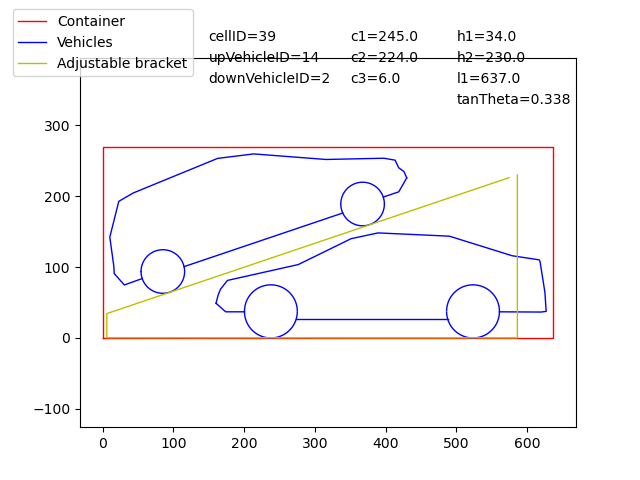 Container
Vehicles
Adjustable bracket
cellID=39 c1=245.0 h1=34.0
upVehicleID=14 c2=224.0 h2=230.0
downVehicleID=2 c3=6.0 l1=637.0
tanTheta=0.338
300
200
100
0
−100
0 100 200 300 400 500 600